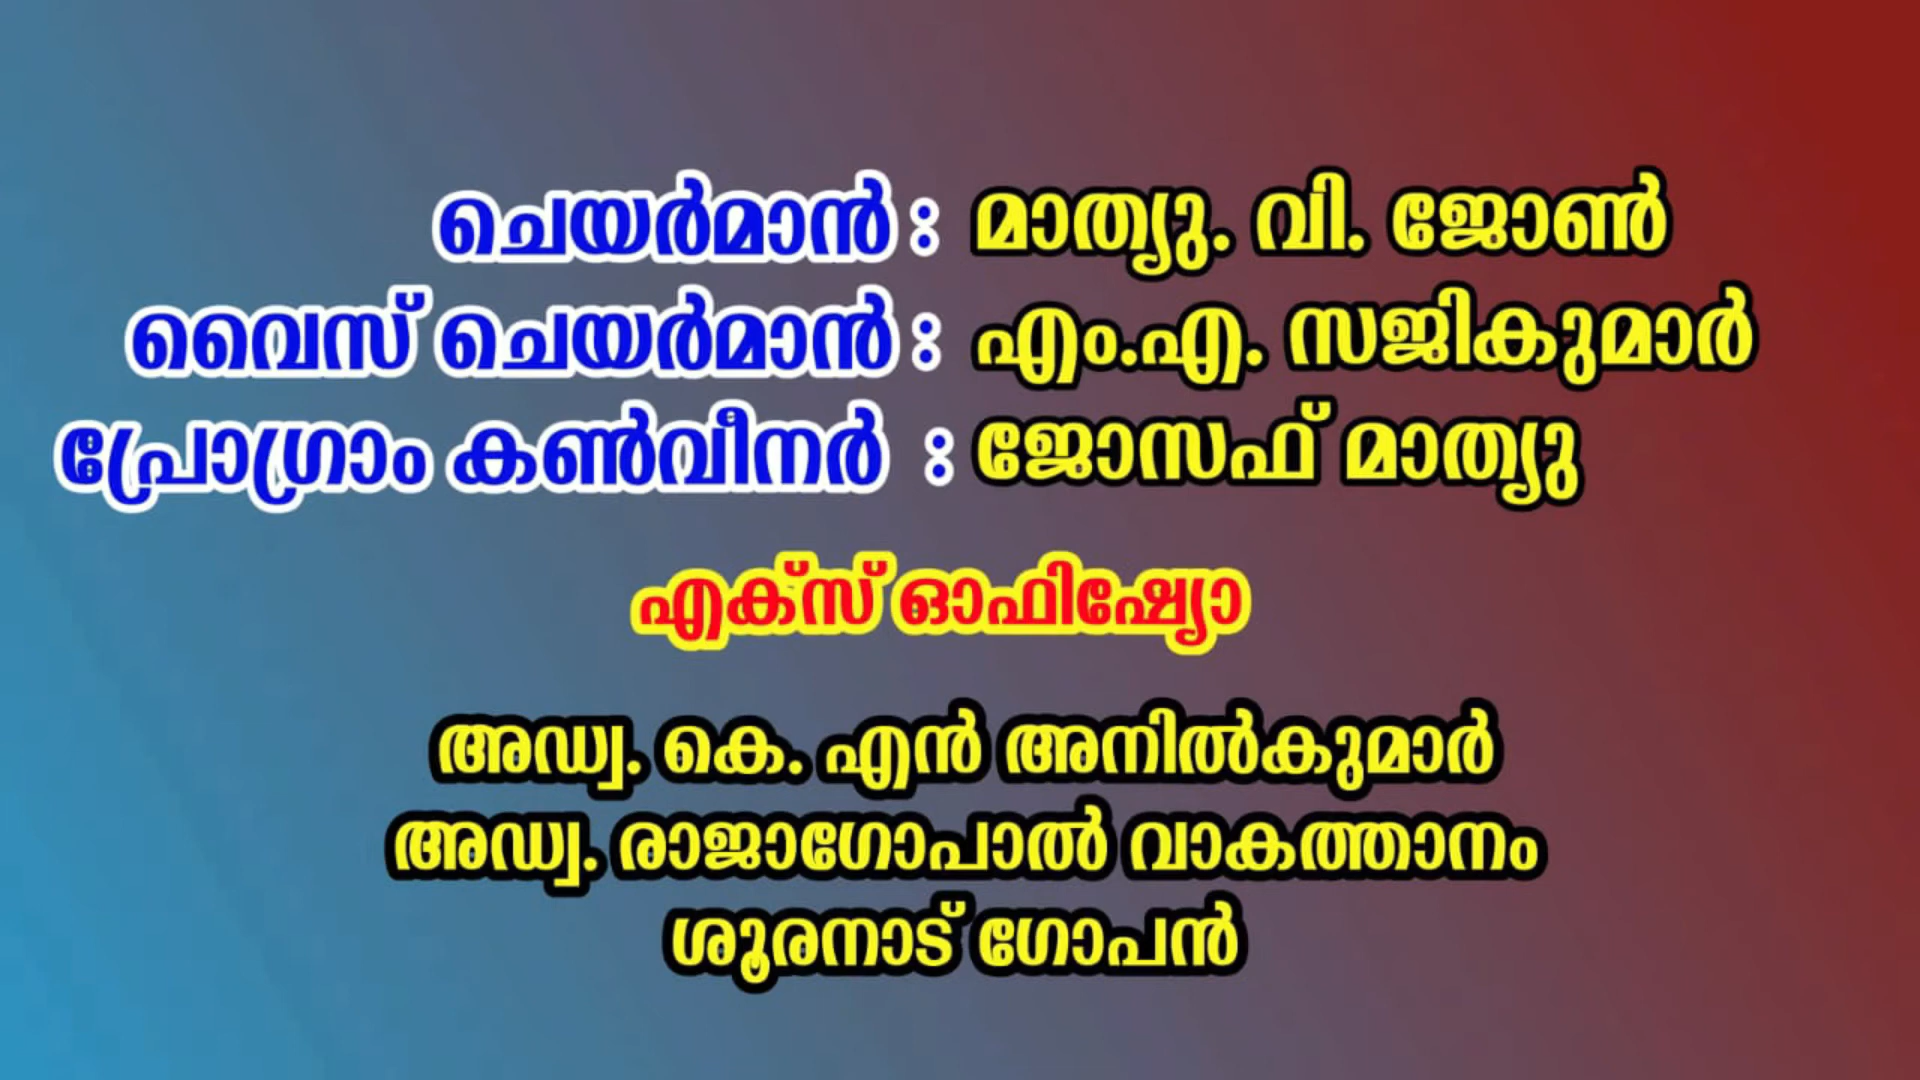 ചെയർമാൻ : മാത്യു. വി. ജോൺ
വൈസ് ചെയർമാൻ : എം.എ. സജികുമാർ
പ്രോഗ്രാം കൺവീനർ : ജോസഫ് മാത്യു
എക്സ് ഓഫിഷ്യോ
അഡ്വ. കെ. എൻ അനിൽകുമാർ
അഡ്വ. രാജാഗോപാൽ വാകത്താനം
ശൂരനാട് ഗോപൻ